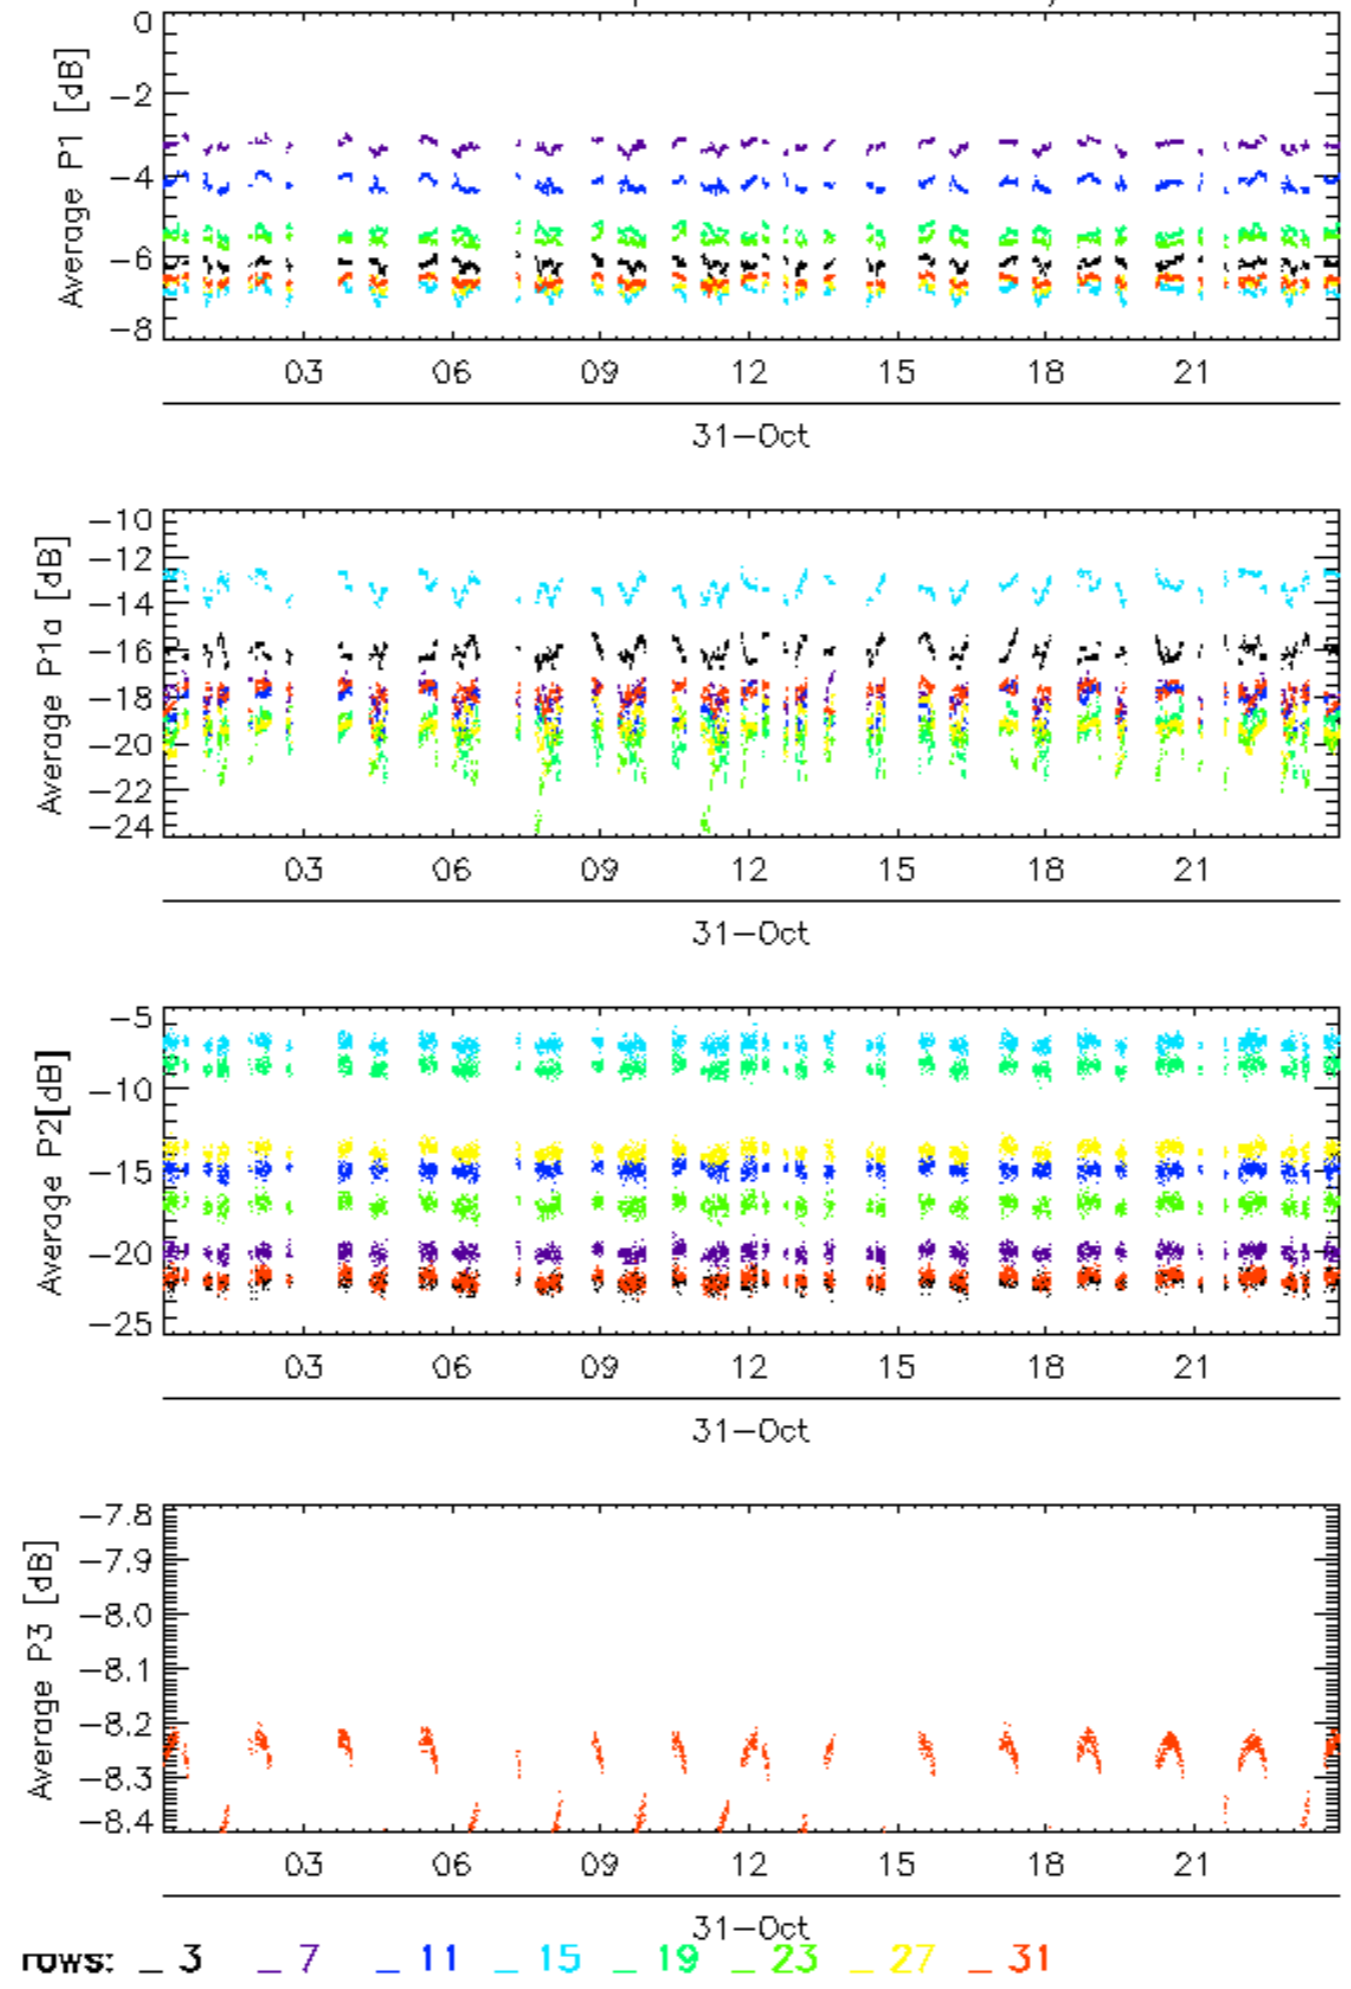 0
-2
-4
-6
-8
Average P1 [dB]
03 06 09 12 15 18 21
31-Oct
-10
-12
-14
-16
-18
-20
-22
-24
Average P1a [dB]
03 06 09 12 15 18 21
31-Oct
-5
-10
-15
-20
-25
Average P2[dB]
03 06 09 12 15 18 21
31-Oct
-7.8
-7.9
-8.0
-8.1
-8.2
-8.3
-8.4
Average P3 [dB]
03 06 09 12 15 18 21
31-Oct
rows: _ 3 _ 7 _ 11 _ 15 _ 19 _ 23 _ 27 _ 31